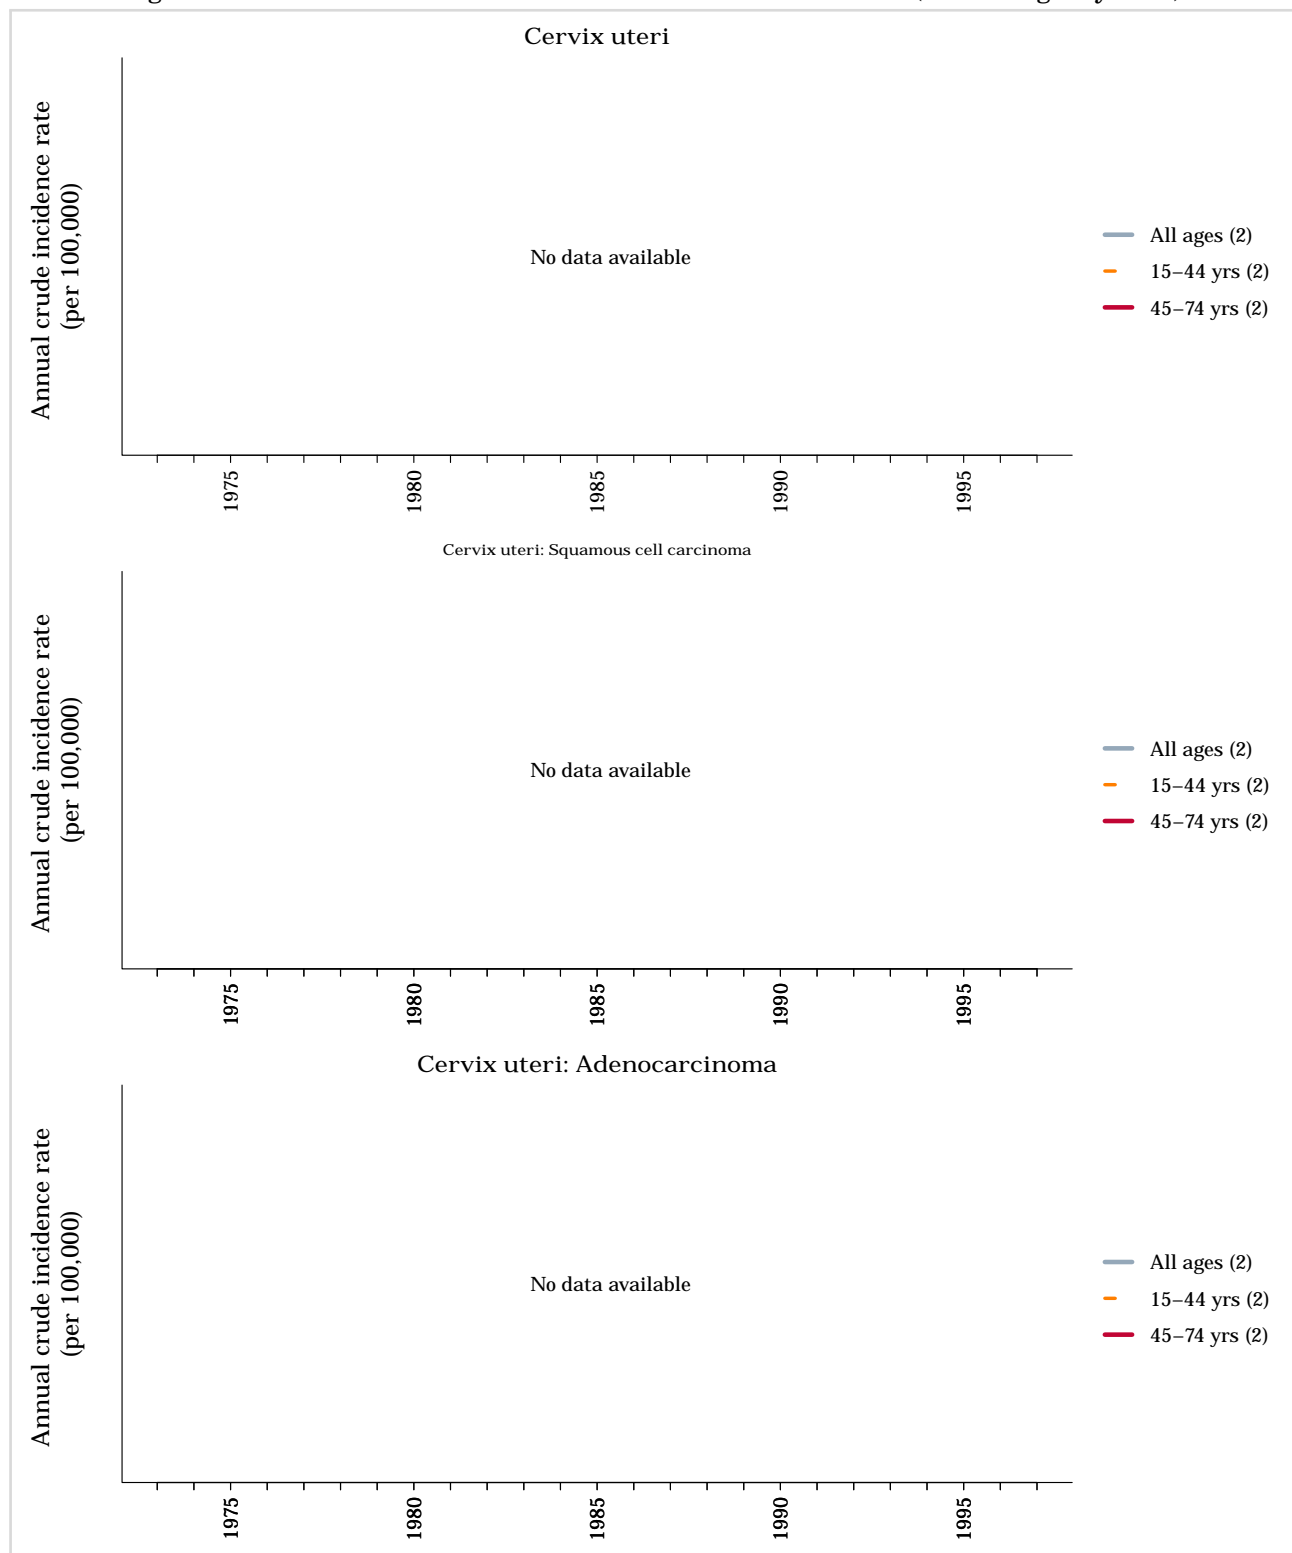 Cervix uteri
Annual crude incidence rate
(per 100,000)
No data available
All ages (2)
15–44 yrs (2)
45–74 yrs (2)
1975
1980
1985
1990
1995
Cervix uteri: Squamous cell carcinoma
Annual crude incidence rate
(per 100,000)
No data available
All ages (2)
15–44 yrs (2)
45–74 yrs (2)
1975
1980
1985
1990
1995
Cervix uteri: Adenocarcinoma
Annual crude incidence rate
(per 100,000)
No data available
All ages (2)
15–44 yrs (2)
45–74 yrs (2)
1975
1980
1985
1990
1995